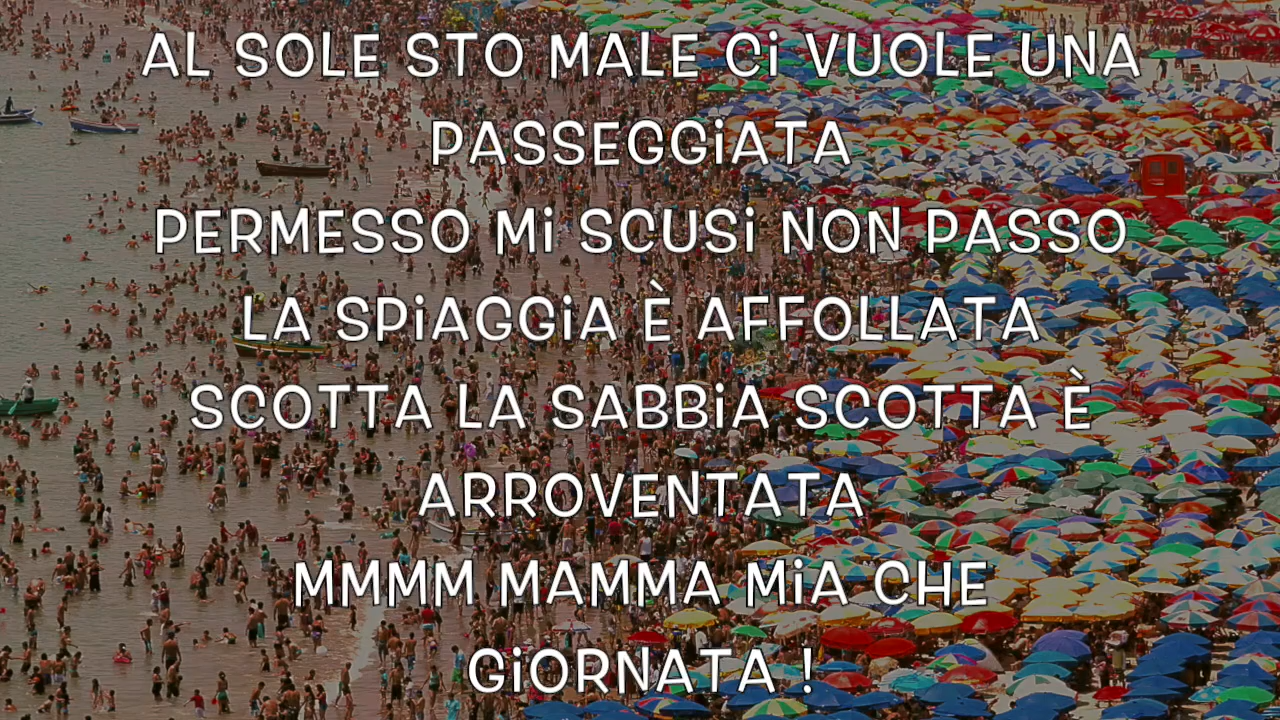 AL SOLE STO MALE Ci VUOLE UNA
PASSEGGiATA
PERMESSO Mi SCUSi NON PASSO
LA SPiAGGiA È AFFOLLATA
SCOTTA LA SABBiA SCOTTA È
ARROVENTATA
MMMM MAMMA MiA CHE
GiORNATA !